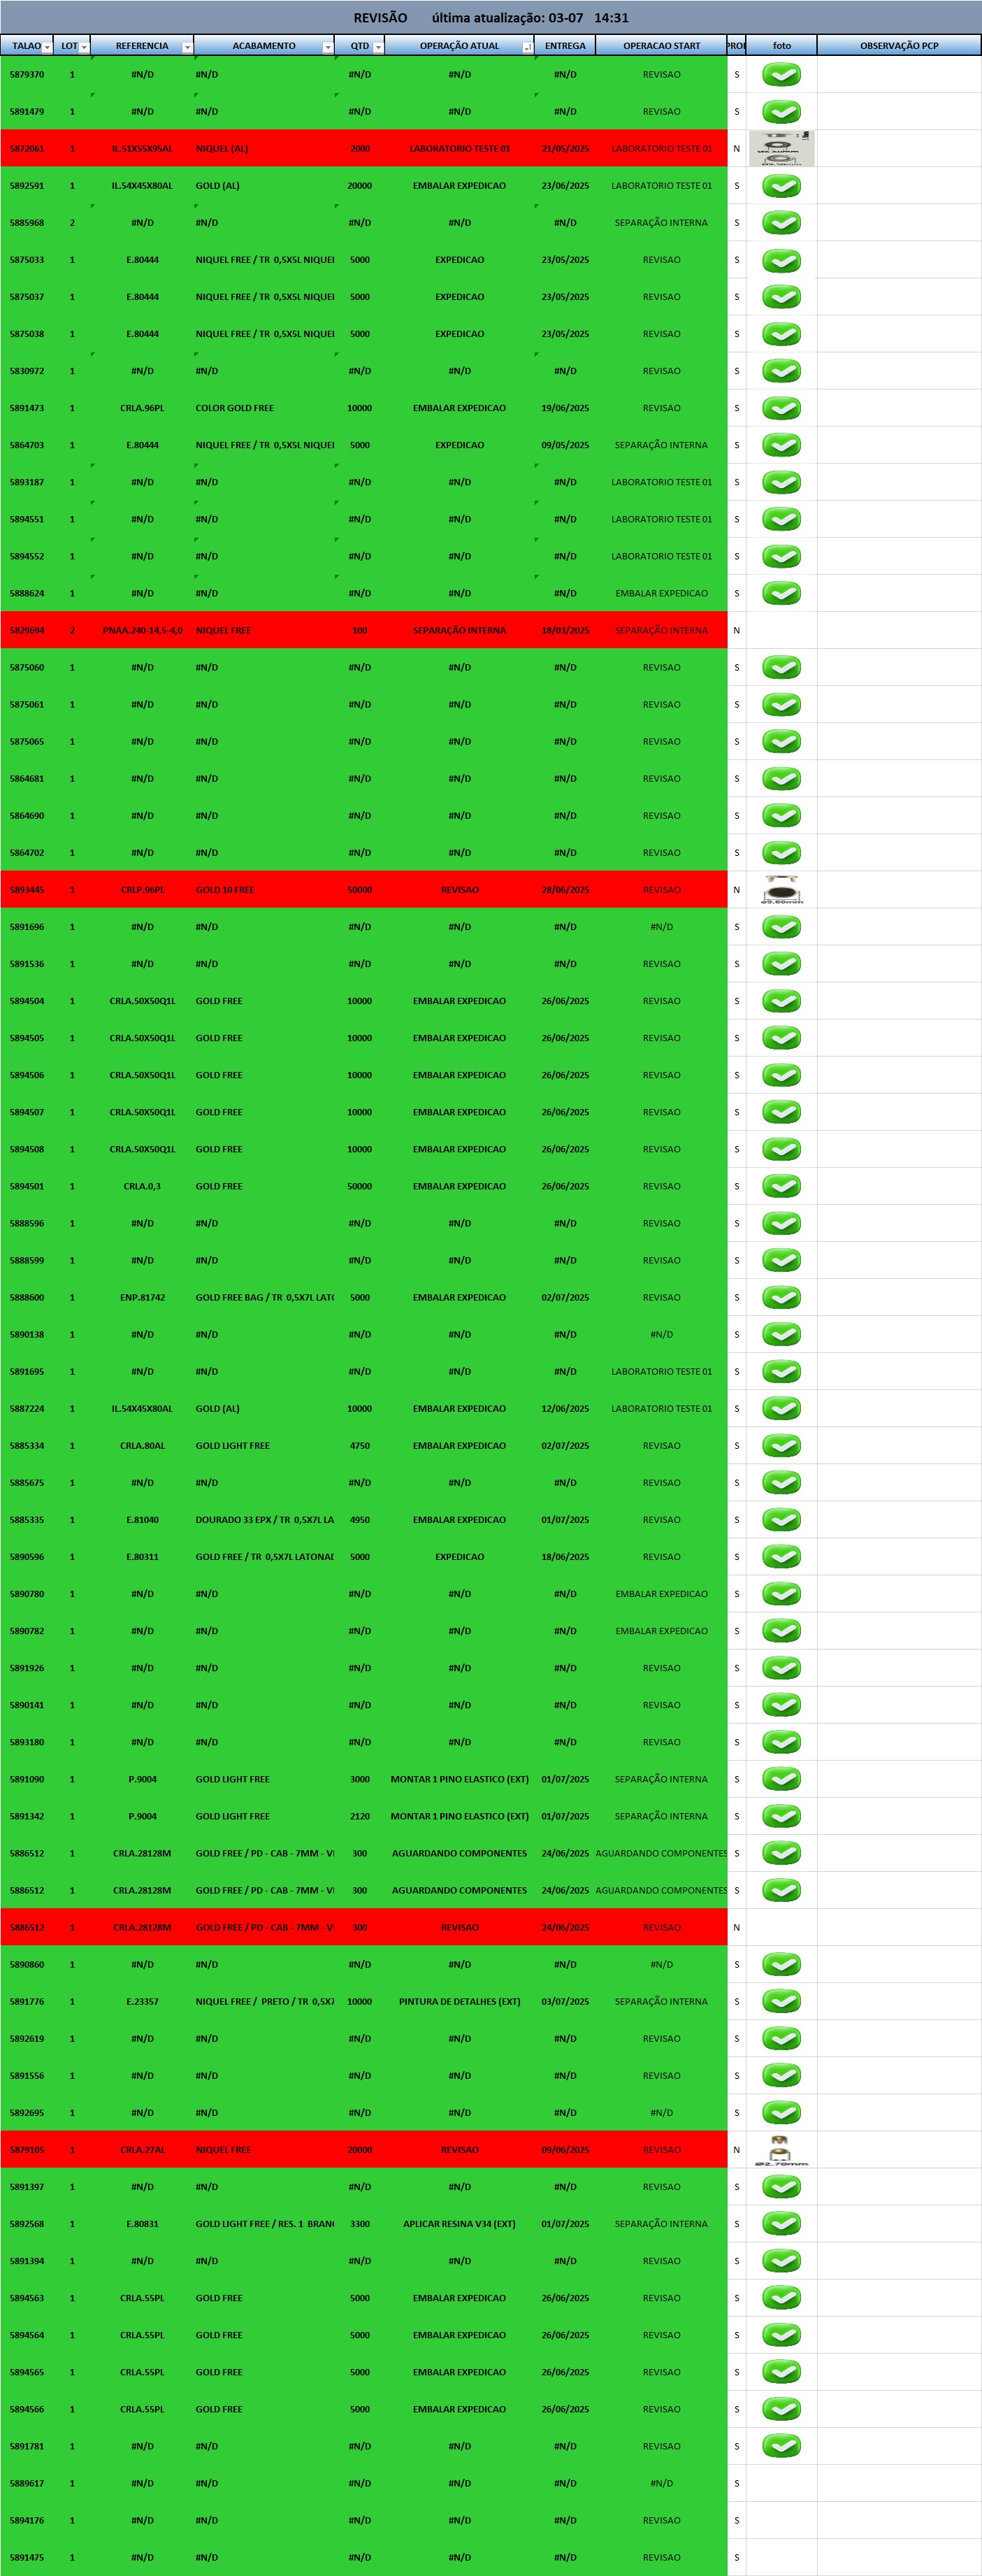 REVISÃO última atualização: 03-07 14:31
TALAO LOT REFERENCIA ACABAMENTO QTD OPERAÇÃO ATUAL ENTREGA OPERACAO START PROI foto OBSERVAÇÃO PCP
5879370 1 #N/D #N/D #N/D #N/D #N/D REVISAO S
5891479 1 #N/D #N/D #N/D #N/D #N/D REVISAO S
5872061 1 IL.51X55X95AL NIQUEL (AL) 2000 LABORATORIO TESTE 01 21/05/2025 LABORATORIO TESTE 01 N
5892591 1 IL.54X45X80AL GOLD (AL) 20000 EMBALAR EXPEDICAO 23/06/2025 LABORATORIO TESTE 01 S
5885968 2 #N/D #N/D #N/D #N/D #N/D SEPARAÇÃO INTERNA S
5875033 1 E.80444 NIQUEL FREE / TR 0,5X5L NIQUEI 5000 EXPEDICAO 23/05/2025 REVISAO S
5875037 1 E.80444 NIQUEL FREE / TR 0,5X5L NIQUEI 5000 EXPEDICAO 23/05/2025 REVISAO S
5875038 1 E.80444 NIQUEL FREE / TR 0,5X5L NIQUEI 5000 EXPEDICAO 23/05/2025 REVISAO S
5830972 1 #N/D #N/D #N/D #N/D #N/D REVISAO S
5891473 1 CRLA.96PL COLOR GOLD FREE 10000 EMBALAR EXPEDICAO 19/06/2025 REVISAO S
5864703 1 E.80444 NIQUEL FREE / TR 0,5X5L NIQUEI 5000 EXPEDICAO 09/05/2025 SEPARAÇÃO INTERNA S
5893187 1 #N/D #N/D #N/D #N/D #N/D LABORATORIO TESTE 01 S
5894551 1 #N/D #N/D #N/D #N/D #N/D LABORATORIO TESTE 01 S
5894552 1 #N/D #N/D #N/D #N/D #N/D LABORATORIO TESTE 01 S
5888624 1 #N/D #N/D #N/D #N/D #N/D EMBALAR EXPEDICAO S
5829694 2 PNAA.240-14,5-4,0 NIQUEL FREE 100 SEPARAÇÃO INTERNA 18/03/2025 SEPARAÇÃO INTERNA N
5875060 1 #N/D #N/D #N/D #N/D #N/D REVISAO S
5875061 1 #N/D #N/D #N/D #N/D #N/D REVISAO S
5875065 1 #N/D #N/D #N/D #N/D #N/D REVISAO S
5864681 1 #N/D #N/D #N/D #N/D #N/D REVISAO S
5864690 1 #N/D #N/D #N/D #N/D #N/D REVISAO S
5864702 1 #N/D #N/D #N/D #N/D #N/D REVISAO S
5893445 1 CRLP.96PL GOLD 10 FREE 50000 REVISAO 28/06/2025 REVISAO N
5891696 1 #N/D #N/D #N/D #N/D #N/D #N/D S
5891536 1 #N/D #N/D #N/D #N/D #N/D REVISAO S
5894504 1 CRLA.50X50Q1L GOLD FREE 10000 EMBALAR EXPEDICAO 26/06/2025 REVISAO S
5894505 1 CRLA.50X50Q1L GOLD FREE 10000 EMBALAR EXPEDICAO 26/06/2025 REVISAO S
5894506 1 CRLA.50X50Q1L GOLD FREE 10000 EMBALAR EXPEDICAO 26/06/2025 REVISAO S
5894507 1 CRLA.50X50Q1L GOLD FREE 10000 EMBALAR EXPEDICAO 26/06/2025 REVISAO S
5894508 1 CRLA.50X50Q1L GOLD FREE 10000 EMBALAR EXPEDICAO 26/06/2025 REVISAO S
5894501 1 CRLA.0,3 GOLD FREE 50000 EMBALAR EXPEDICAO 26/06/2025 REVISAO S
5888596 1 #N/D #N/D #N/D #N/D #N/D REVISAO S
5888599 1 #N/D #N/D #N/D #N/D #N/D REVISAO S
5888600 1 ENP.81742 GOLD FREE BAG / TR 0,5X7L LATO 5000 EMBALAR EXPEDICAO 02/07/2025 REVISAO S
5890138 1 #N/D #N/D #N/D #N/D #N/D #N/D S
5891695 1 #N/D #N/D #N/D #N/D #N/D LABORATORIO TESTE 01 S
5887224 1 IL.54X45X80AL GOLD (AL) 10000 EMBALAR EXPEDICAO 12/06/2025 LABORATORIO TESTE 01 S
5885334 1 CRLA.80AL GOLD LIGHT FREE 4750 EMBALAR EXPEDICAO 02/07/2025 REVISAO S
5885675 1 #N/D #N/D #N/D #N/D #N/D REVISAO S
5885335 1 E.81040 DOURADO 33 EPX / TR 0,5X7L LA 4950 EMBALAR EXPEDICAO 01/07/2025 REVISAO S
5890596 1 E.80311 GOLD FREE / TR 0,5X7L LATONAD 5000 EXPEDICAO 18/06/2025 REVISAO S
5890780 1 #N/D #N/D #N/D #N/D #N/D EMBALAR EXPEDICAO S
5890782 1 #N/D #N/D #N/D #N/D #N/D EMBALAR EXPEDICAO S
5891926 1 #N/D #N/D #N/D #N/D #N/D REVISAO S
5890141 1 #N/D #N/D #N/D #N/D #N/D REVISAO S
5893180 1 #N/D #N/D #N/D #N/D #N/D REVISAO S
5891090 1 P.9004 GOLD LIGHT FREE 3000 MONTAR 1 PINO ELASTICO (EXT) 01/07/2025 SEPARAÇÃO INTERNA S
5891342 1 P.9004 GOLD LIGHT FREE 2120 MONTAR 1 PINO ELASTICO (EXT) 01/07/2025 SEPARAÇÃO INTERNA S
5886512 1 CRLA.28128M GOLD FREE / PD - CAB - 7MM - VI 300 AGUARDANDO COMPONENTES 24/06/2025 AGUARDANDO COMPONENTES S
5886512 1 CRLA.28128M GOLD FREE / PD - CAB - 7MM - VI 300 AGUARDANDO COMPONENTES 24/06/2025 AGUARDANDO COMPONENTES S
5886512 1 CRLA.28128M GOLD FREE / PD - CAB - 7MM - VI 300 REVISAO 24/06/2025 REVISAO N
5890860 1 #N/D #N/D #N/D #N/D #N/D #N/D S
5891776 1 E.23357 NIQUEL FREE / PRETO / TR 0,5X7 10000 PINTURA DE DETALHES (EXT) 03/07/2025 SEPARAÇÃO INTERNA S
5892619 1 #N/D #N/D #N/D #N/D #N/D REVISAO S
5891556 1 #N/D #N/D #N/D #N/D #N/D REVISAO S
5892695 1 #N/D #N/D #N/D #N/D #N/D #N/D S
5879105 1 CRLA.27AL NIQUEL FREE 20000 REVISAO 09/06/2025 REVISAO N
5891397 1 #N/D #N/D #N/D #N/D #N/D REVISAO S
5892568 1 E.80831 GOLD LIGHT FREE / RES. 1 BRANC 3300 APLICAR RESINA V34 (EXT) 01/07/2025 SEPARAÇÃO INTERNA S
5891394 1 #N/D #N/D #N/D #N/D #N/D REVISAO S
5894563 1 CRLA.55PL GOLD FREE 5000 EMBALAR EXPEDICAO 26/06/2025 REVISAO S
5894564 1 CRLA.55PL GOLD FREE 5000 EMBALAR EXPEDICAO 26/06/2025 REVISAO S
5894565 1 CRLA.55PL GOLD FREE 5000 EMBALAR EXPEDICAO 26/06/2025 REVISAO S
5894566 1 CRLA.55PL GOLD FREE 5000 EMBALAR EXPEDICAO 26/06/2025 REVISAO S
5891781 1 #N/D #N/D #N/D #N/D #N/D REVISAO S
5889617 1 #N/D #N/D #N/D #N/D #N/D #N/D S
5894176 1 #N/D #N/D #N/D #N/D #N/D REVISAO S
5891475 1 #N/D #N/D #N/D #N/D #N/D REVISAO S